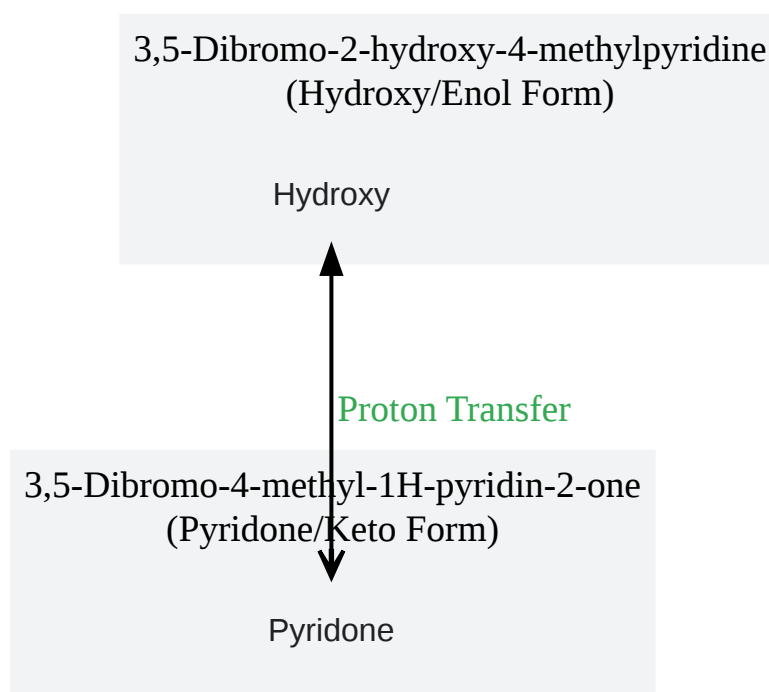 3,5-Dibromo-2-hydroxy-4-methylpyridine
(Hydroxy/Enol Form)
Hydroxy
Proton Transfer
3,5-Dibromo-4-methyl-1H-pyridin-2-one
(Pyridone/Keto Form)
Pyridone